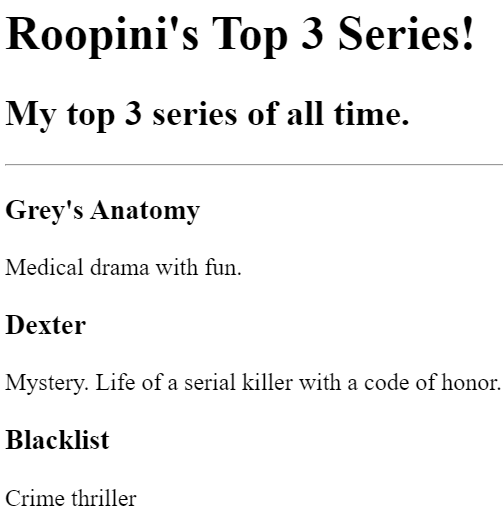 Roopini's Top 3 Series!
My top 3 series of all time.
Grey's Anatomy
Medical drama with fun.
Dexter
Mystery. Life of a serial killer with a code of honor.
Blacklist
Crime thriller